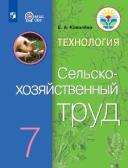 Е. А. Ковалёва
ТЕХНОЛОГИЯ
Сельско-
хозяйственный
труд
7